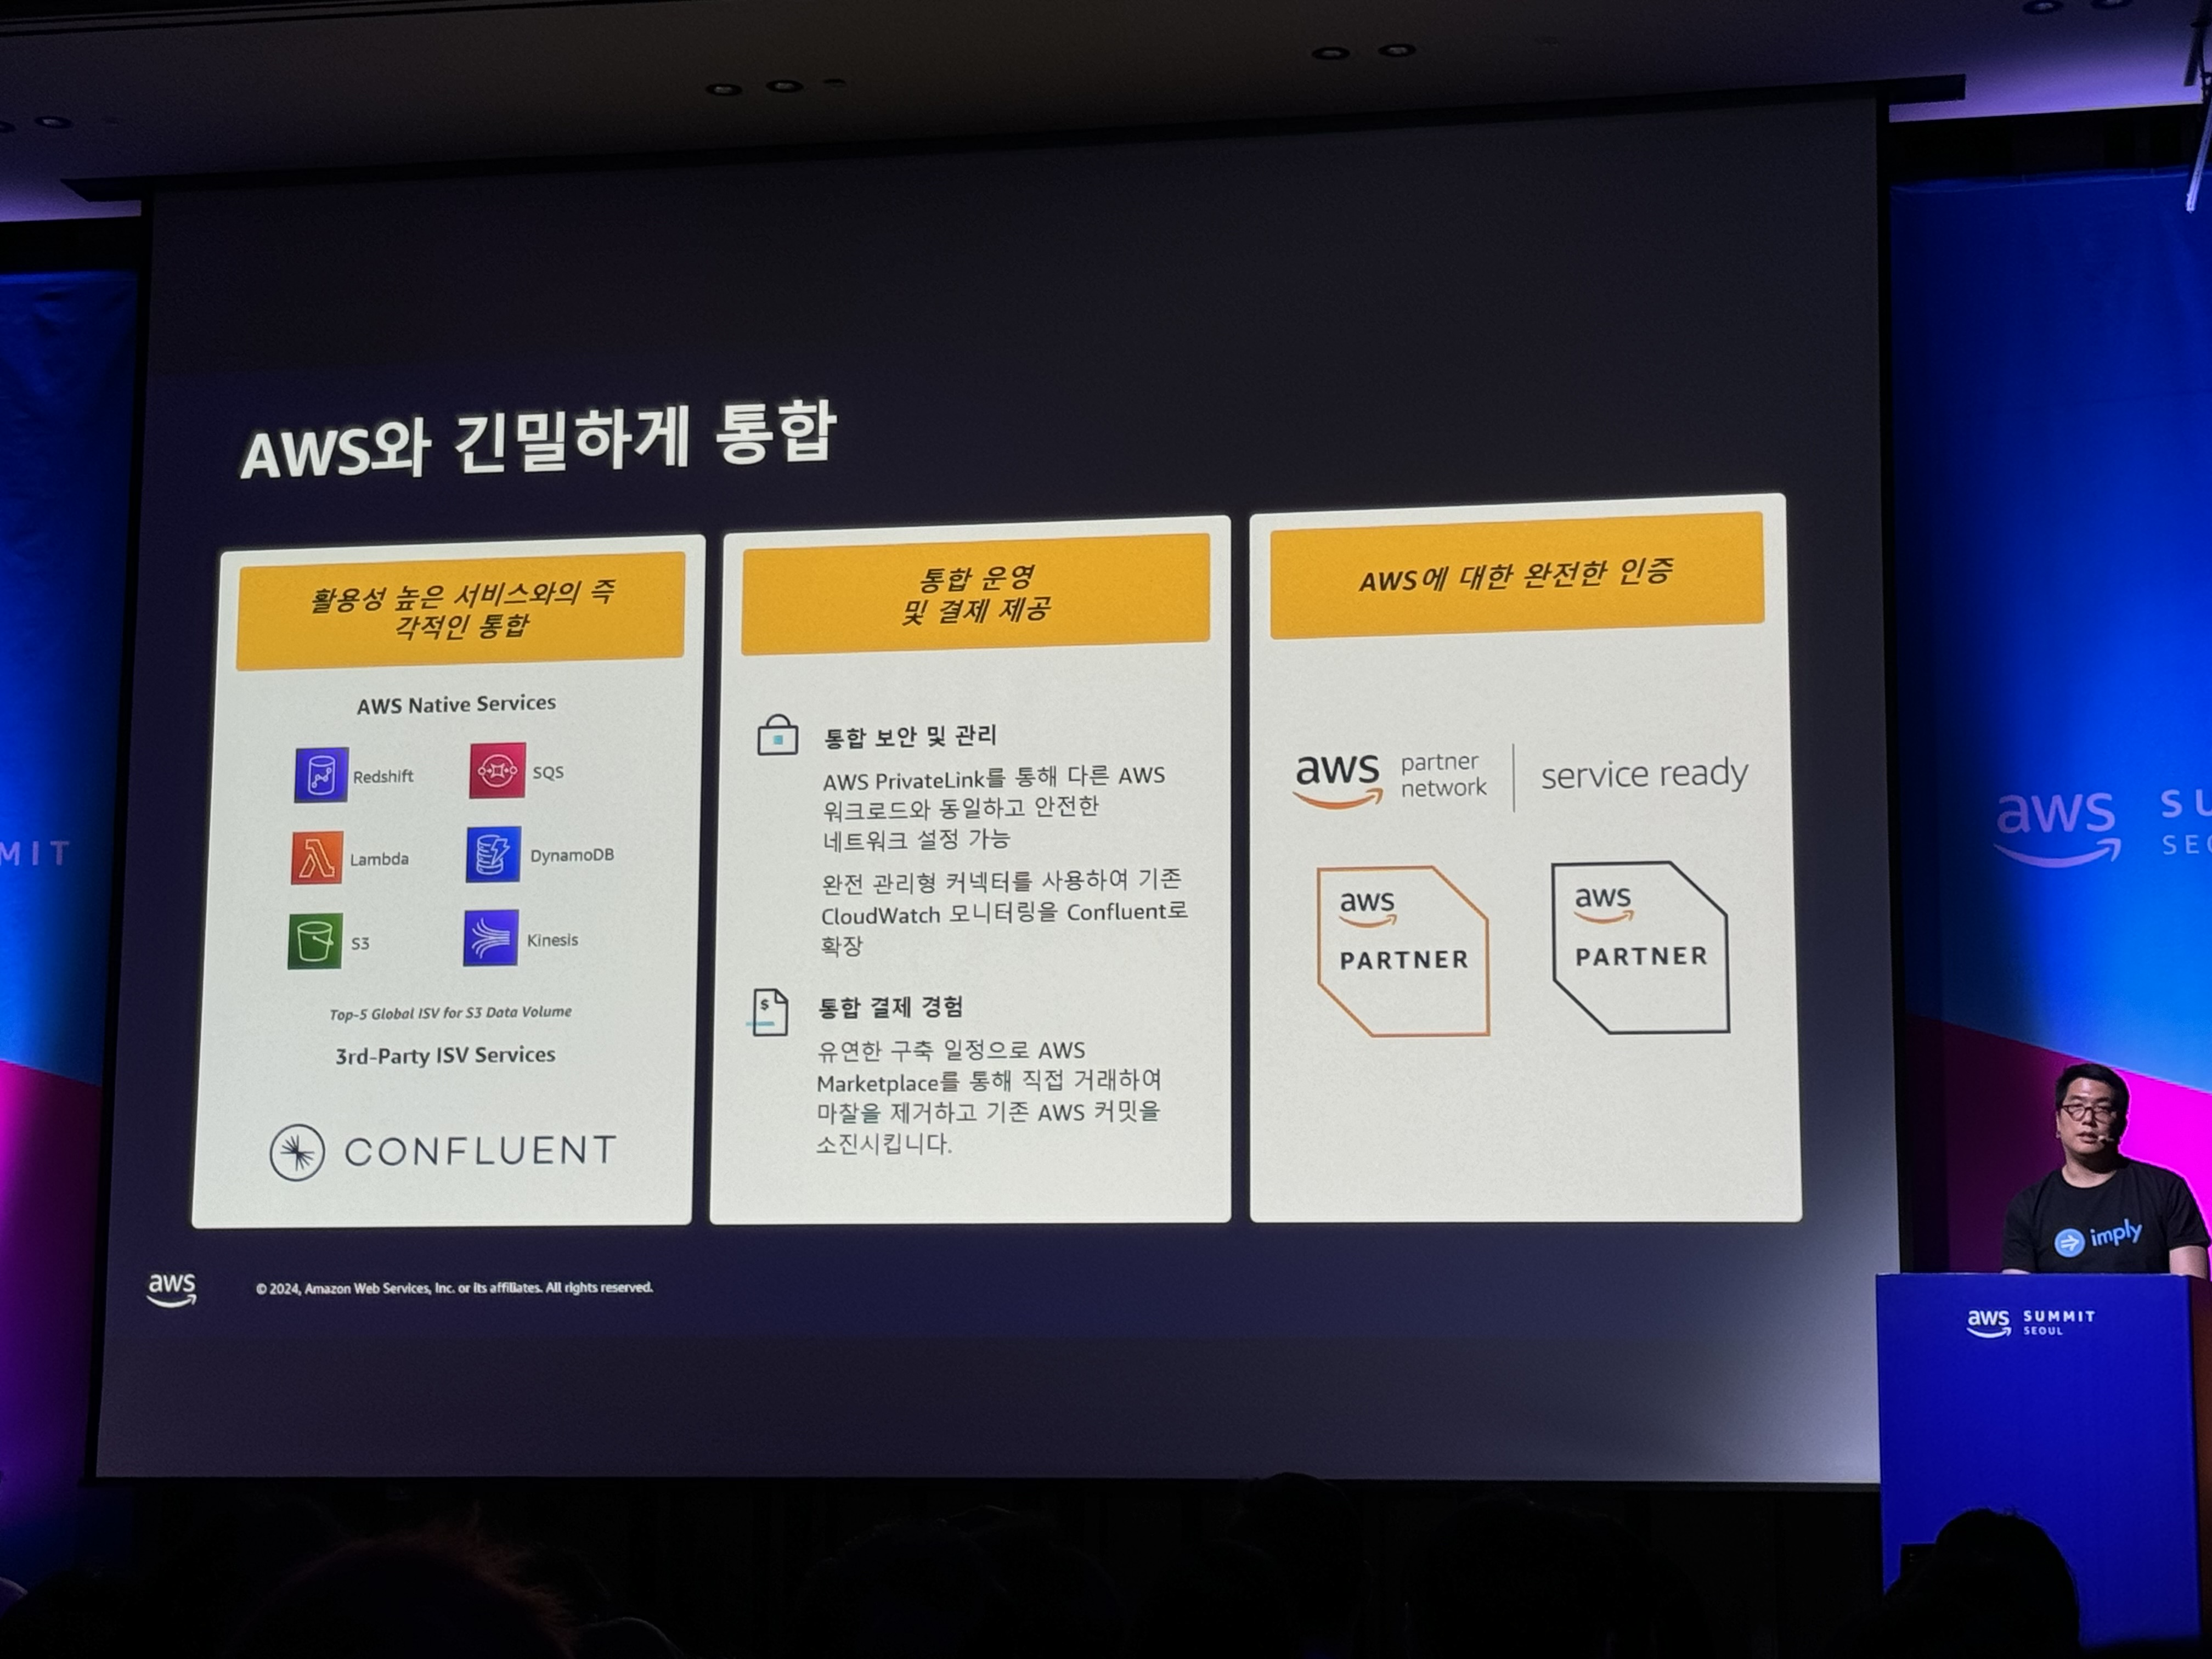 AWS와 긴밀하게 통합
활용성 높은 서비스와의 즉
각적인 통합
AWS Native Services
Redshift
SQS
Lambda
DynamoDB
S3
Kinesis
Top-5 Global ISV for S3 Data Volume
3rd-Party ISV Services
CONFLUENT
통합 운영
및 결제 제공
통합 보안 및 관리
AWS PrivateLink를 통해 다른 AWS
워크로드와 동일하고 안전한
네트워크 설정 가능
완전 관리형 커넥터를 사용하여 기존
CloudWatch 모니터링을 Confluent로
확장
$
통합 결제 경험
유연한 구축 일정으로 AWS
Marketplace를 통해 직접 거래하여
마찰을 제거하고 기존 AWS 커밋을
소진시킵니다.
AWS에 대한 완전한 인증
aws partner
network
service ready
aws
PARTNER
aws
PARTNER
aws
© 2024, Amazon Web Services, Inc. or its affiliates. All rights reserved.
MIT
aws SU
SEO
imply
aws SUMMIT
SEOUL